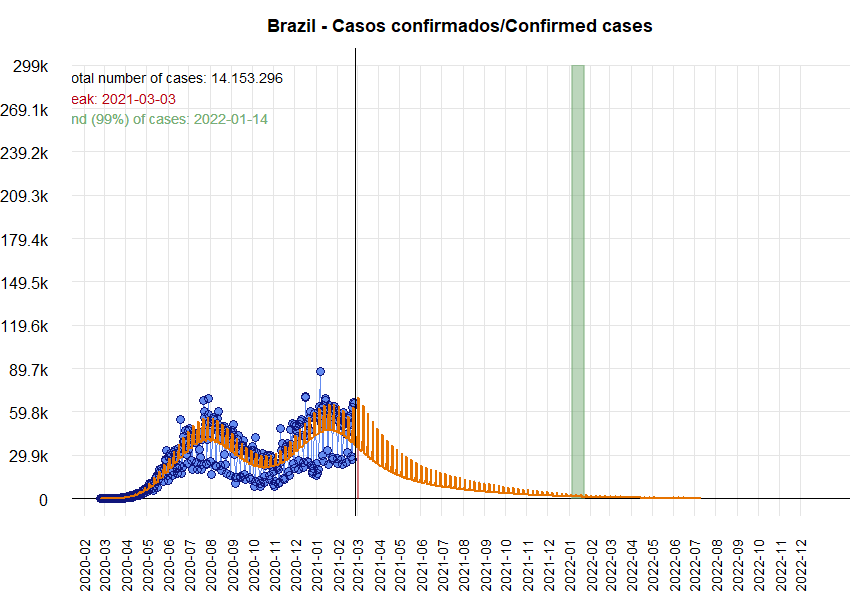 Brazil - Casos confirmados/Confirmed cases
299k
otal number of cases: 14.153.296
eak: 2021-03-03
269.1k
nd (99%) of cases: 2022-01-14
239.2k
209.3k
179.4k
149.5k
119.6k
89.7k
59.8k
29.9k
0
2020-02
2020-03
2020-04
2020-05
2020-06
2020-07
2020-08
2020-09
2020-10
2020-11
2020-12
2021-01
2021-02
2021-03
2021-04
2021-05
2021-06
2021-07
2021-08
2021-09
2021-10
2021-11
2021-12
2022-01
2022-02
2022-03
2022-04
2022-05
2022-06
2022-07
2022-08
2022-09
2022-10
2022-11
2022-12